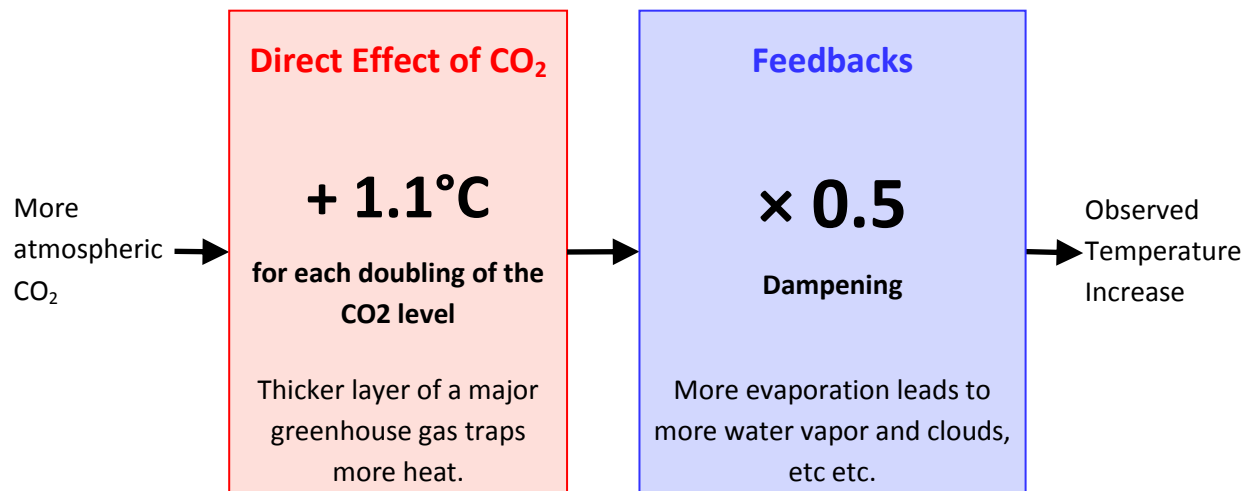 More
atmospheric
CO₂
Direct Effect of CO₂
+ 1.1°C
for each doubling of the
CO2 level
Thicker layer of a major
greenhouse gas traps
more heat.
Feedbacks
× 0.5
Dampening
More evaporation leads to
more water vapor and clouds,
etc etc.
Observed
Temperature
Increase